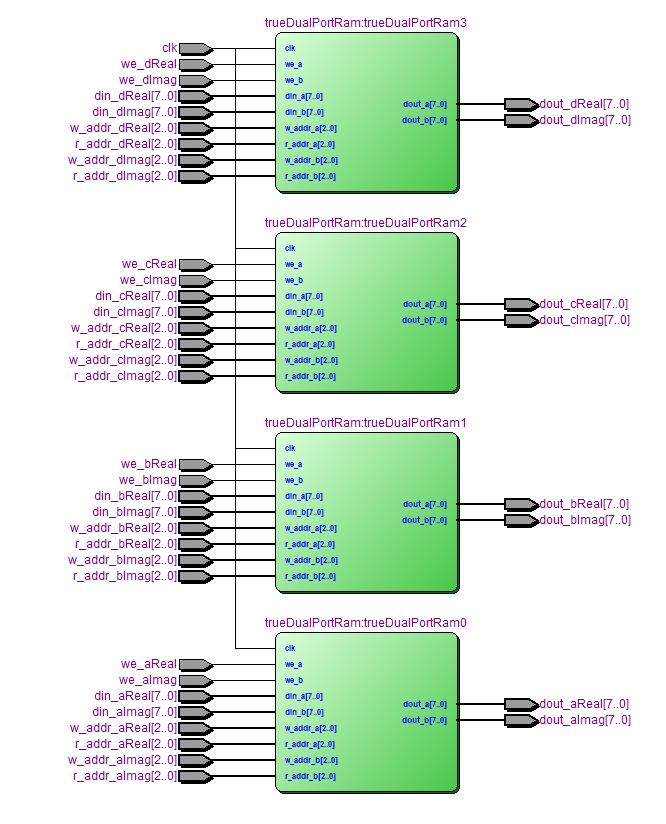 trueDualPortRam:trueDualPortRam3
clk clk
we_dReal we_a
we_dImag we_b
din_dReal[7..0] din_a[7..0] dout_a[7..0] dout_dReal[7..0]
din_dImag[7..0] din_b[7..0] dout_b[7..0] dout_dImag[7..0]
w_addr_dReal[2..0] w_addr_a[2..0]
r_addr_dReal[2..0] r_addr_a[2..0]
w_addr_dImag[2..0] w_addr_b[2..0]
r_addr_dImag[2..0] r_addr_b[2..0]
trueDualPortRam:trueDualPortRam2
clk
we_cReal we_a
we_cImag we_b
din_cReal[7..0] din_a[7..0] dout_a[7..0] dout_cReal[7..0]
din_cImag[7..0] din_b[7..0] dout_b[7..0] dout_cImag[7..0]
w_addr_cReal[2..0] w_addr_a[2..0]
r_addr_cReal[2..0] r_addr_a[2..0]
w_addr_cImag[2..0] w_addr_b[2..0]
r_addr_cImag[2..0] r_addr_b[2..0]
trueDualPortRam:trueDualPortRam1
clk
we_bReal we_a
we_bImag we_b
din_bReal[7..0] din_a[7..0] dout_a[7..0] dout_bReal[7..0]
din_bImag[7..0] din_b[7..0] dout_b[7..0] dout_bImag[7..0]
w_addr_bReal[2..0] w_addr_a[2..0]
r_addr_bReal[2..0] r_addr_a[2..0]
w_addr_bImag[2..0] w_addr_b[2..0]
r_addr_bImag[2..0] r_addr_b[2..0]
trueDualPortRam:trueDualPortRam0
clk
we_aReal we_a
we_aImag we_b
din_aReal[7..0] din_a[7..0] dout_a[7..0] dout_aReal[7..0]
din_aImag[7..0] din_b[7..0] dout_b[7..0] dout_aImag[7..0]
w_addr_aReal[2..0] w_addr_a[2..0]
r_addr_aReal[2..0] r_addr_a[2..0]
w_addr_aImag[2..0] w_addr_b[2..0]
r_addr_aImag[2..0] r_addr_b[2..0]